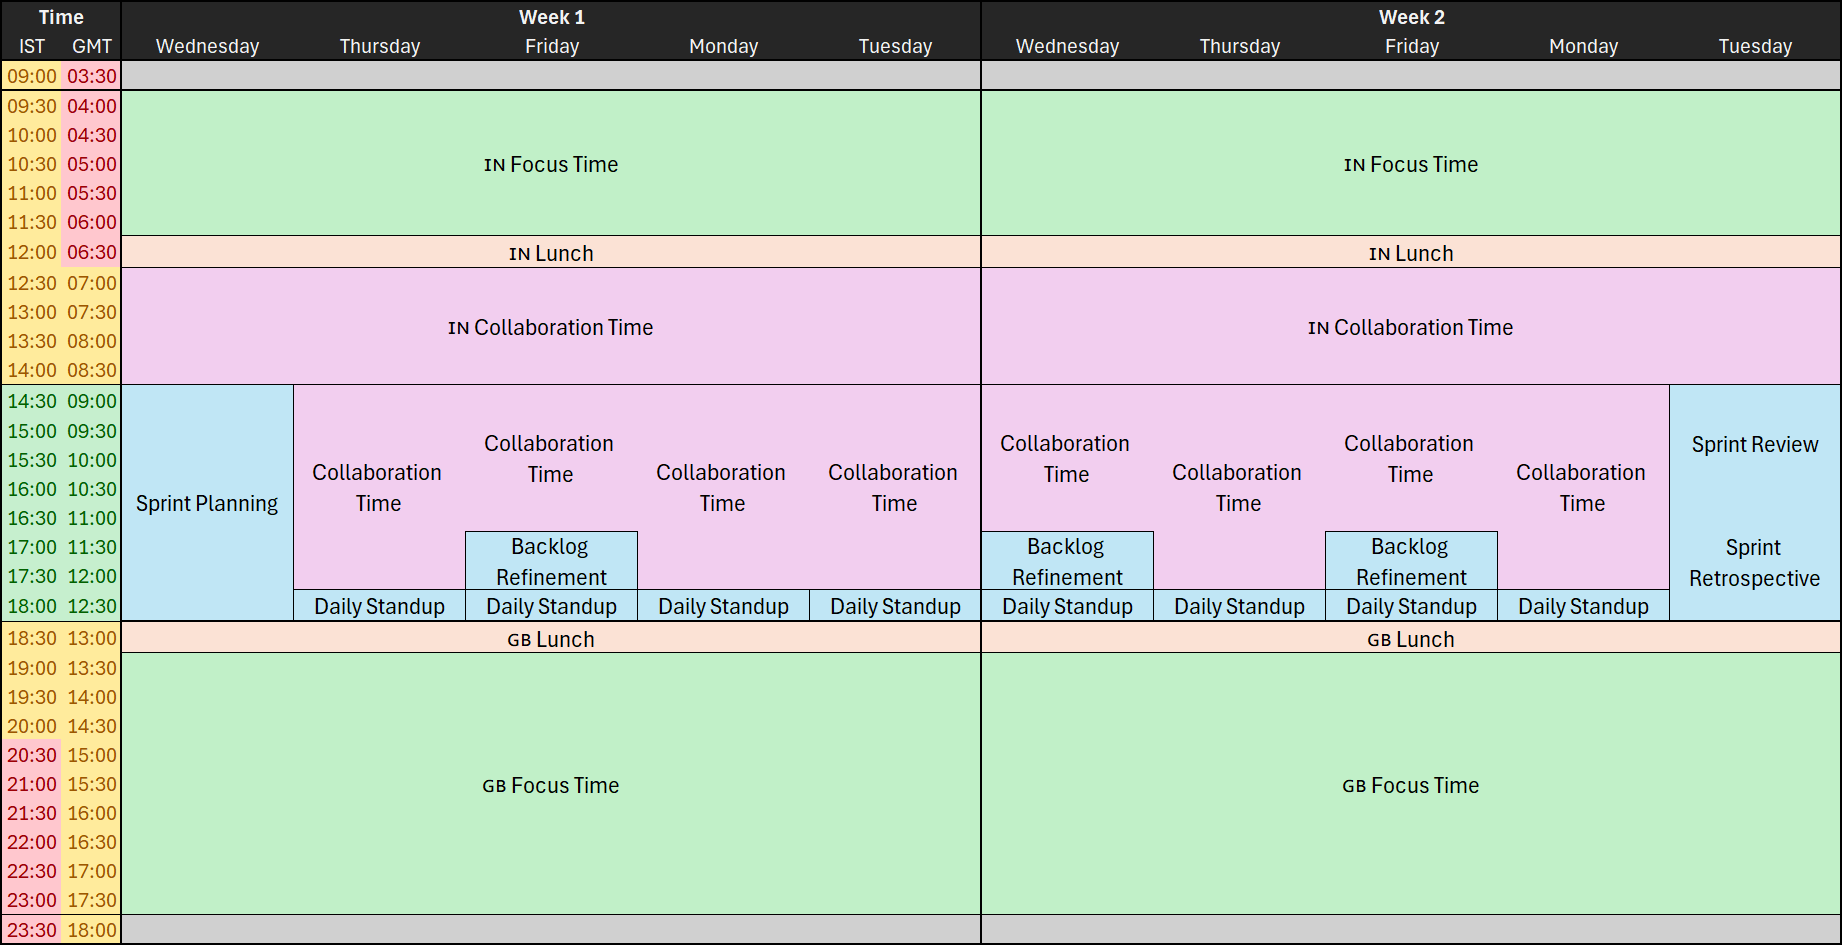 Time Week 1 Week 2
IST GMT Wednesday Thursday Friday Monday Tuesday Wednesday Thursday Friday Monday Tuesday
09:00 03:30
09:30 04:00
10:00 04:30
10:30 05:00 IN Focus Time IN Focus Time
11:00 05:30
11:30 06:00
12:00 06:30 IN Lunch IN Lunch
12:30 07:00
13:00 07:30 IN Collaboration Time IN Collaboration Time
13:30 08:00
14:00 08:30
14:30 09:00
15:00 09:30 Collaboration Collaboration Collaboration Sprint Review
15:30 10:00 Collaboration Time Collaboration Collaboration Time Collaboration Time Collaboration
16:00 10:30 Sprint Planning Time Time Time Time Time
16:30 11:00
17:00 11:30 Backlog Backlog Backlog Sprint
17:30 12:00 Refinement Refinement Refinement Retrospective
18:00 12:30 Daily Standup Daily Standup Daily Standup Daily Standup Daily Standup Daily Standup Daily Standup Daily Standup
18:30 13:00 GB Lunch GB Lunch
19:00 13:30
19:30 14:00
20:00 14:30
20:30 15:00
21:00 15:30 GB Focus Time GB Focus Time
21:30 16:00
22:00 16:30
22:30 17:00
23:00 17:30
23:30 18:00